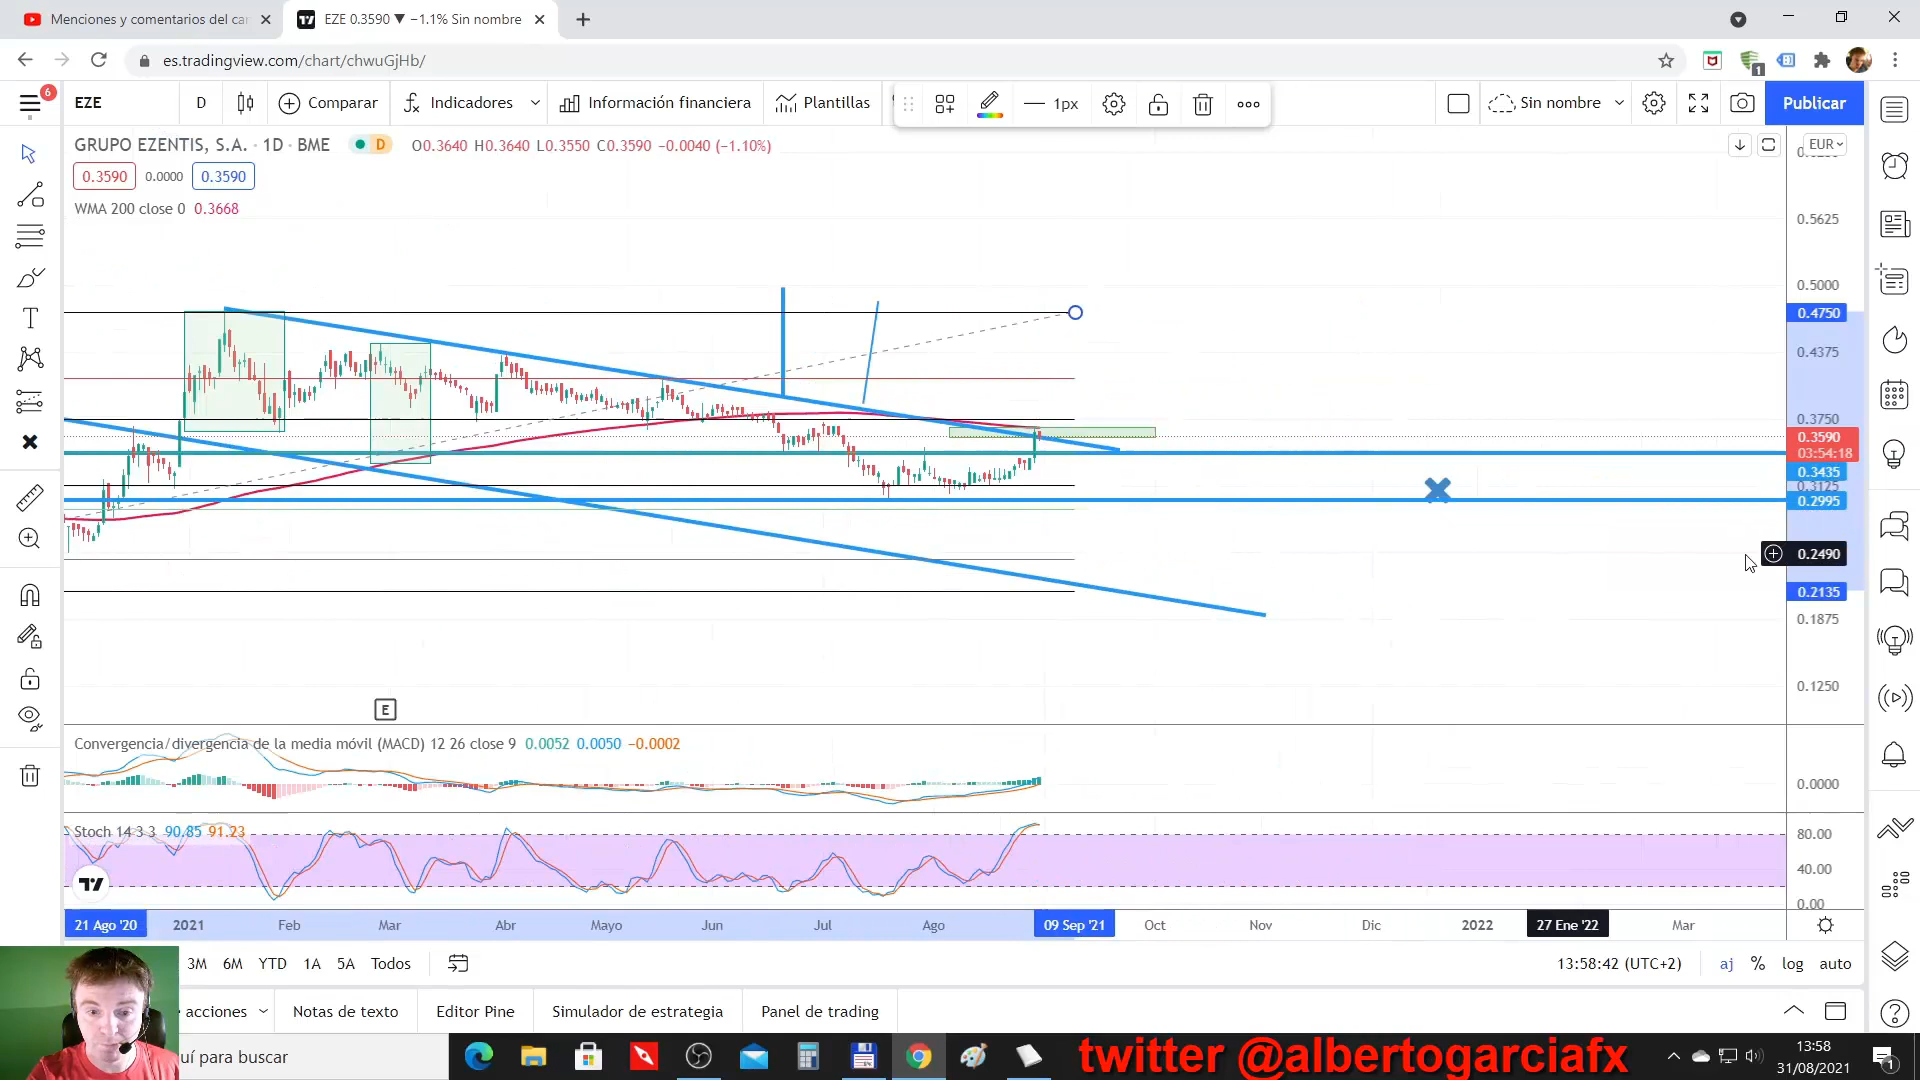 Menciones y comentarios del car
EZE 0.3590 ▼ −1.1% Sin nombre
es.tradingview.com/chart/chwuGjHb/
1
6
EZE
D
Comparar
Indicadores
Información financiera
Plantillas
1px
Sin nombre
Publicar
GRUPO EZENTIS, S.A. · 1D · BME
D
O0.3640 H0.3640 L0.3550 C0.3590 −0.0040 (−1.10%)
EUR
0.3590
0.0000
0.3590
WMA 200 close 0 0.3668
0.5625
0.5000
0.4750
0.4375
0.3750
0.3590
03:54:18
0.3435
0.3125
0.2995
0.2490
0.2135
0.1875
0.1250
E
Convergencia/divergencia de la media móvil (MACD) 12 26 close 9 0.0052 0.0050 −0.0002
0.0000
Stoch 14 3 3 90.85 91.23
80.00
40.00
0.00
21 Ago '20
2021
Feb
Mar
Abr
Mayo
Jun
Jul
Ago
09 Sep '21
Oct
Nov
Dic
2022
27 Ene '22
Mar
3M 6M YTD 1A 5A Todos
13:58:42 (UTC+2)
aj % log auto
acciones
Notas de texto
Editor Pine
Simulador de estrategia
Panel de trading
uí para buscar
twitter @albertogarciafx
13:58
31/08/2021
1